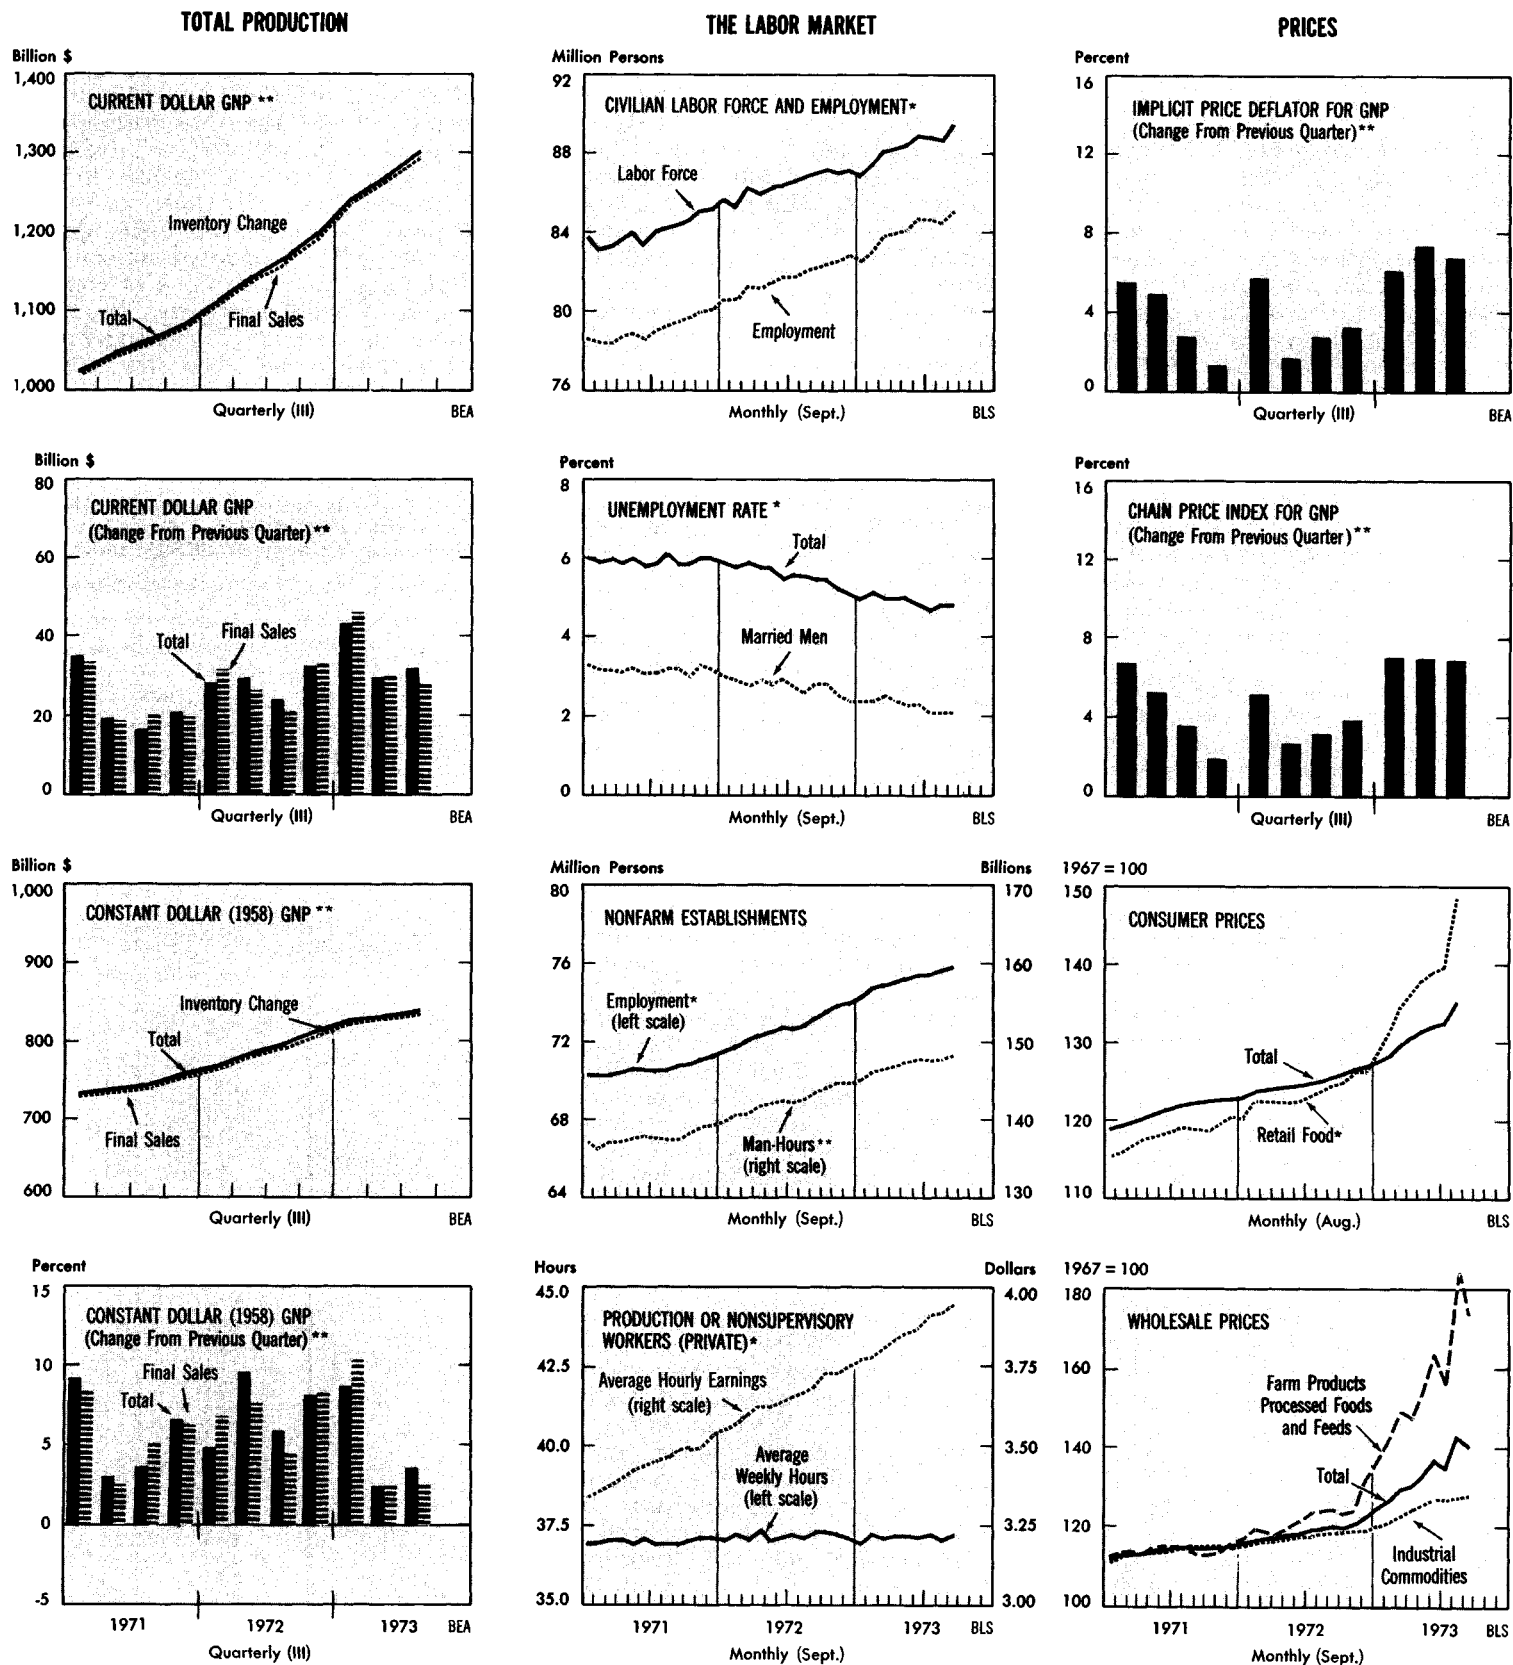 TOTAL PRODUCTION
Billion $
1,400
1,300
1,200
1,100
1,000
CURRENT DOLLAR GNP **
Inventory Change
Total
Final Sales
Quarterly (III)
BEA
Billion $
80
60
40
20
0
CURRENT DOLLAR GNP
(Change From Previous Quarter)**
Total
Final Sales
Quarterly (III)
BEA
Billion $
1,000
900
800
700
600
CONSTANT DOLLAR (1958) GNP **
Inventory Change
Total
Final Sales
Quarterly (III)
BEA
Percent
15
10
5
0
-5
CONSTANT DOLLAR (1958) GNP
(Change From Previous Quarter)**
Final Sales
Total
1971
1972
1973
BEA
Quarterly (III)
THE LABOR MARKET
Million Persons
92
88
84
80
76
CIVILIAN LABOR FORCE AND EMPLOYMENT*
Labor Force
Employment
Monthly (Sept.)
BLS
Percent
8
6
4
2
0
UNEMPLOYMENT RATE *
Total
Married Men
Monthly (Sept.)
BLS
Million Persons
Billions
80
76
72
68
64
170
160
150
140
130
NONFARM ESTABLISHMENTS
Employment*
(left scale)
Man-Hours**
(right scale)
Monthly (Sept.)
BLS
Hours
Dollars
45.0
42.5
40.0
37.5
35.0
4.00
3.75
3.50
3.25
3.00
PRODUCTION OR NONSUPERVISORY
WORKERS (PRIVATE)*
Average Hourly Earnings
(right scale)
Average
Weekly Hours
(left scale)
1971
1972
1973
BLS
Monthly (Sept.)
PRICES
Percent
16
12
8
4
0
IMPLICIT PRICE DEFLATOR FOR GNP
(Change From Previous Quarter)**
Quarterly (III)
BEA
Percent
16
12
8
4
0
CHAIN PRICE INDEX FOR GNP
(Change From Previous Quarter)**
Quarterly (III)
BEA
1967 = 100
150
140
130
120
110
CONSUMER PRICES
Total
Retail Food*
Monthly (Aug.)
BLS
1967 = 100
180
160
140
120
100
WHOLESALE PRICES
Farm Products
Processed Foods
and Feeds
Total
Industrial
Commodities
1971
1972
1973
BLS
Monthly (Sept.)